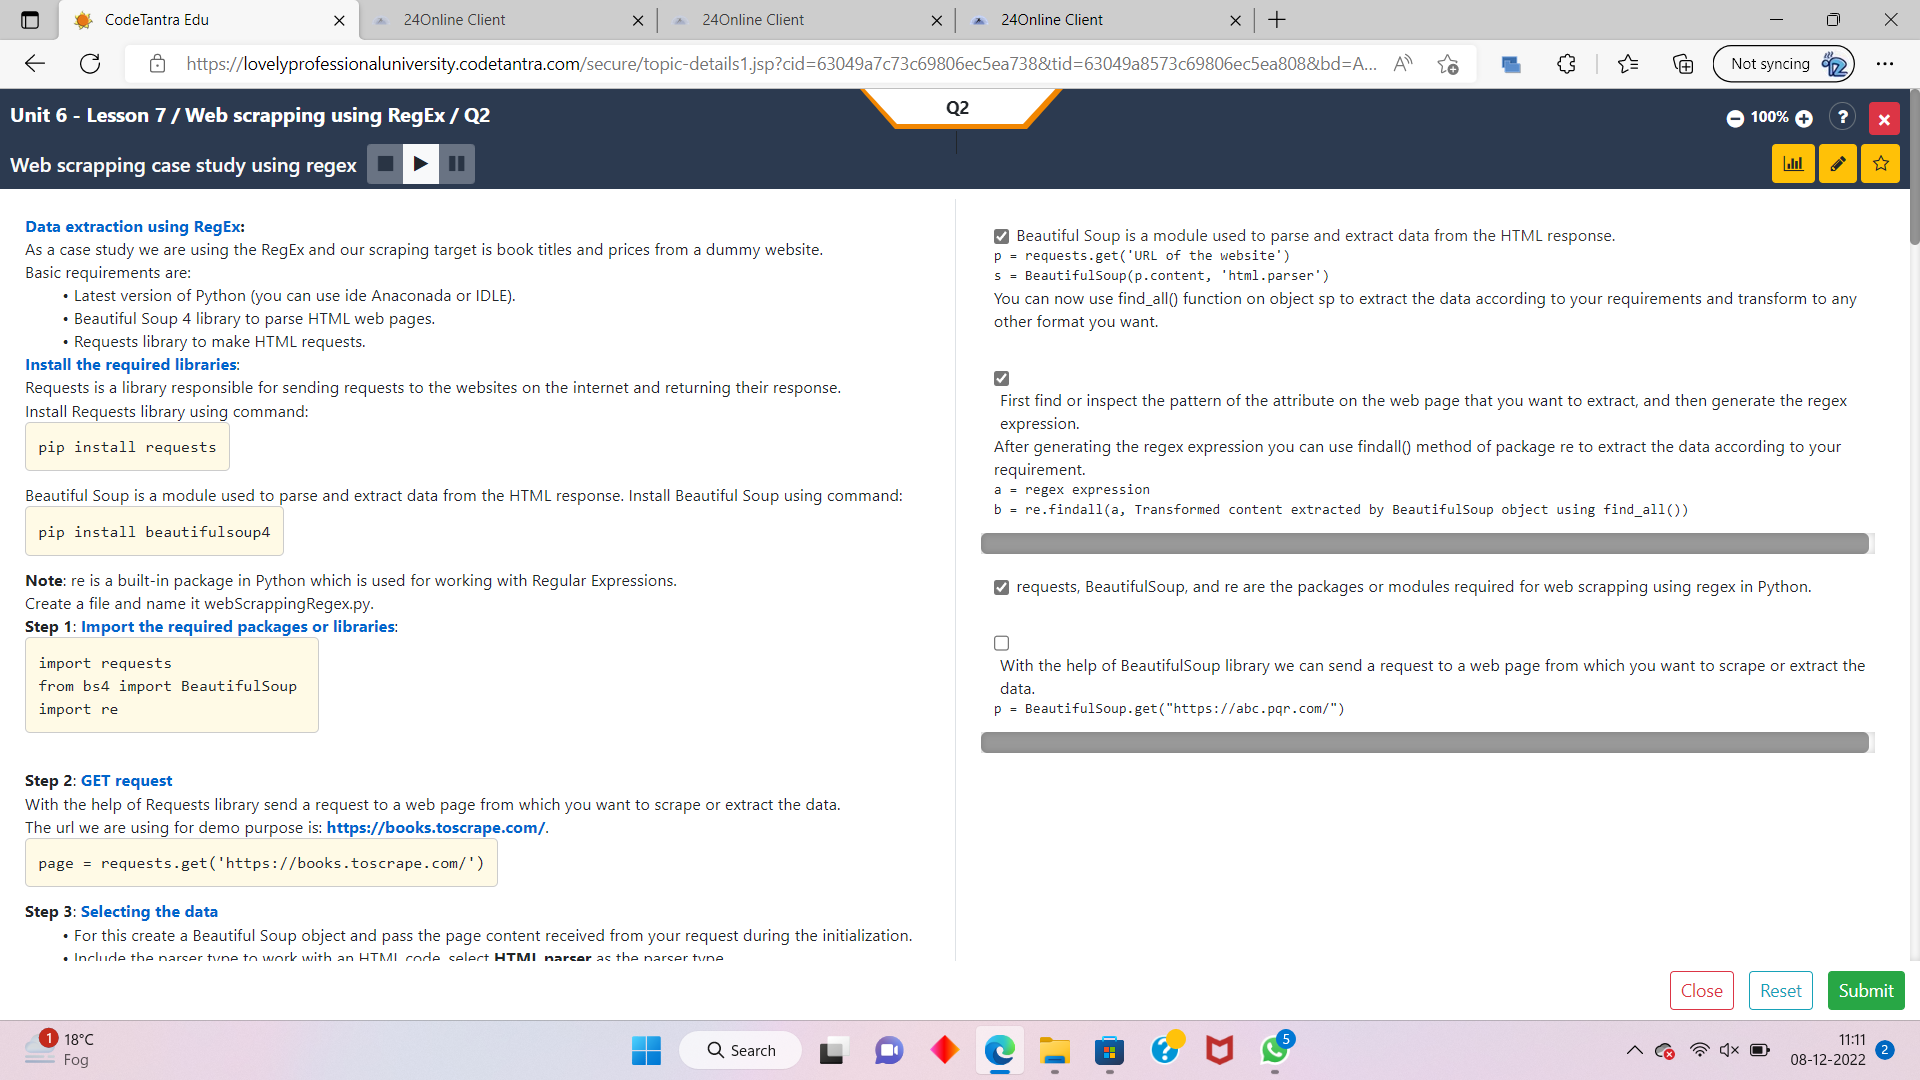 CodeTantra Edu
24Online Client
24Online Client
24Online Client
https://lovelyprofessionaluniversity.codetantra.com/secure/topic-details1.jsp?cid=63049a7c73c69806ec5ea738&tid=63049a8573c69806ec5ea808&bd=A...
Not syncing
Unit 6 - Lesson 7 / Web scrapping using RegEx / Q2
Q2
100%
?
Web scrapping case study using regex
Data extraction using RegEx:
As a case study we are using the RegEx and our scraping target is book titles and prices from a dummy website.
Basic requirements are:
• Latest version of Python (you can use ide Anaconada or IDLE).
• Beautiful Soup 4 library to parse HTML web pages.
• Requests library to make HTML requests.
Install the required libraries:
Requests is a library responsible for sending requests to the websites on the internet and returning their response.
Install Requests library using command:
pip install requests
Beautiful Soup is a module used to parse and extract data from the HTML response. Install Beautiful Soup using command:
pip install beautifulsoup4
Note: re is a built-in package in Python which is used for working with Regular Expressions.
Create a file and name it webScrappingRegex.py.
Step 1: Import the required packages or libraries:
import requests
from bs4 import BeautifulSoup
import re
Step 2: GET request
With the help of Requests library send a request to a web page from which you want to scrape or extract the data.
The url we are using for demo purpose is: https://books.toscrape.com/.
page = requests.get('https://books.toscrape.com/')
Step 3: Selecting the data
• For this create a Beautiful Soup object and pass the page content received from your request during the initialization.
• Include the parser type to work with an HTML code, select HTML parser as the parser type
Beautiful Soup is a module used to parse and extract data from the HTML response.
p = requests.get('URL of the website')
s = BeautifulSoup(p.content, 'html.parser')
You can now use find_all() function on object sp to extract the data according to your requirements and transform to any
other format you want.
First find or inspect the pattern of the attribute on the web page that you want to extract, and then generate the regex
expression.
After generating the regex expression you can use findall() method of package re to extract the data according to your
requirement.
a = regex expression
b = re.findall(a, Transformed content extracted by BeautifulSoup object using find_all())
requests, BeautifulSoup, and re are the packages or modules required for web scrapping using regex in Python.
With the help of BeautifulSoup library we can send a request to a web page from which you want to scrape or extract the
data.
p = BeautifulSoup.get("https://abc.pqr.com/")
Close
Reset
Submit
1
18°C
Fog
Search
5
11:11
08-12-2022
2